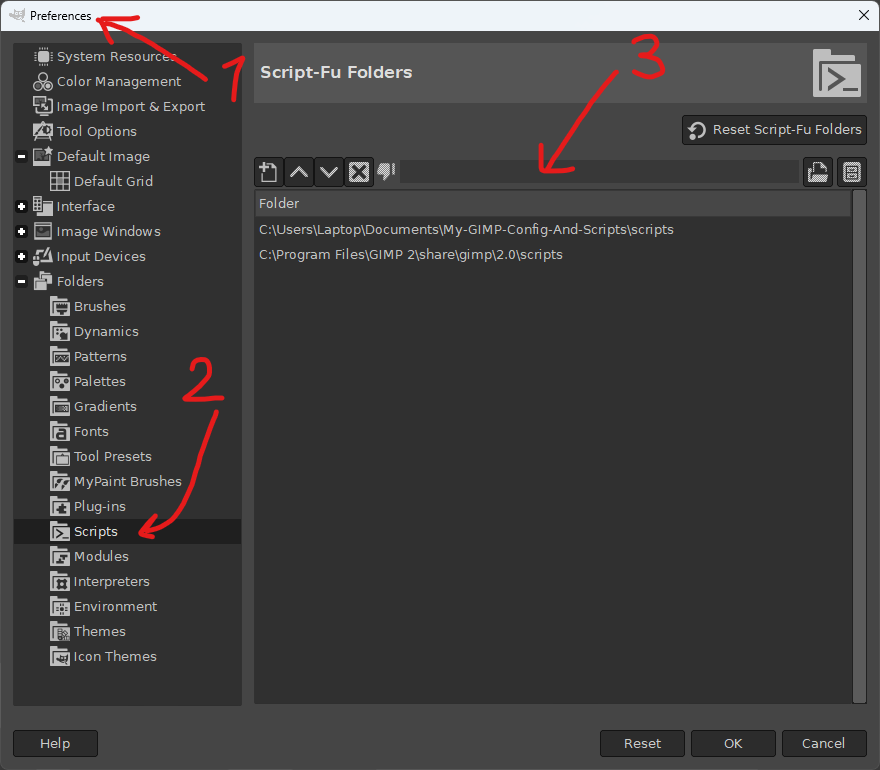 Preferences
1
System Resources
Color Management
Image Import & Export
Tool Options
Default Image
Default Grid
Interface
Image Windows
Input Devices
Folders
Brushes
Dynamics
Patterns
Palettes
Gradients
Fonts
Tool Presets
MyPaint Brushes
Plug-ins
Scripts
Modules
Interpreters
Environment
Themes
Icon Themes
2
Script-Fu Folders
3
Reset Script-Fu Folders
Folder
C:\Users\Laptop\Documents\My-GIMP-Config-And-Scripts\scripts
C:\Program Files\GIMP 2\share\gimp\2.0\scripts
Help
Reset
OK
Cancel